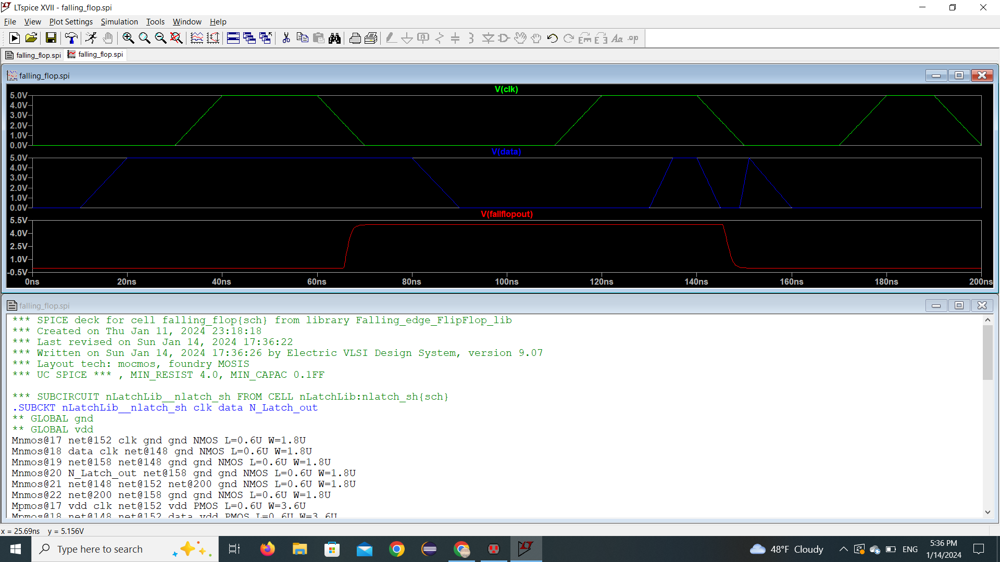 LTspice XVII - falling_flop.spi
File View Plot Settings Simulation Tools Window Help
falling_flop.spi falling_flop.spi
falling_flop.spi
V(clk)
5.0V
4.0V
3.0V
2.0V
1.0V
0.0V
V(data)
5.0V
4.0V
3.0V
2.0V
1.0V
0.0V
V(fallflopout)
5.5V
4.0V
2.5V
1.0V
-0.5V
0ns 20ns 40ns 60ns 80ns 100ns 120ns 140ns 160ns 180ns 200ns
falling_flop.spi
*** SPICE deck for cell falling_flop{sch} from library Falling_edge_FlipFlop_lib
*** Created on Thu Jan 11, 2024 23:18:18
*** Last revised on Sun Jan 14, 2024 17:36:22
*** Written on Sun Jan 14, 2024 17:36:26 by Electric VLSI Design System, version 9.07
*** Layout tech: mocmos, foundry MOSIS
*** UC SPICE *** , MIN_RESIST 4.0, MIN_CAPAC 0.1FF
*** SUBCIRCUIT nLatchLib__nlatch_sh FROM CELL nLatchLib:nlatch_sh{sch}
.SUBCKT nLatchLib__nlatch_sh clk data N_Latch_out
** GLOBAL gnd
** GLOBAL vdd
Mnmos@17 net@152 clk gnd gnd NMOS L=0.6U W=1.8U
Mnmos@18 data clk net@148 gnd NMOS L=0.6U W=1.8U
Mnmos@19 net@158 net@148 gnd gnd NMOS L=0.6U W=1.8U
Mnmos@20 N_Latch_out net@158 gnd gnd NMOS L=0.6U W=1.8U
Mnmos@21 net@148 net@152 net@200 gnd NMOS L=0.6U W=1.8U
Mnmos@22 net@200 net@158 gnd gnd NMOS L=0.6U W=1.8U
Mpmos@17 vdd clk net@152 vdd PMOS L=0.6U W=3.6U
Mpmos@18 net@148 net@152 data vdd PMOS L=0.6U W=3.6U
x = 25.69ns y = 5.156V
Type here to search
48°F Cloudy
ENG
5:36 PM
1/14/2024